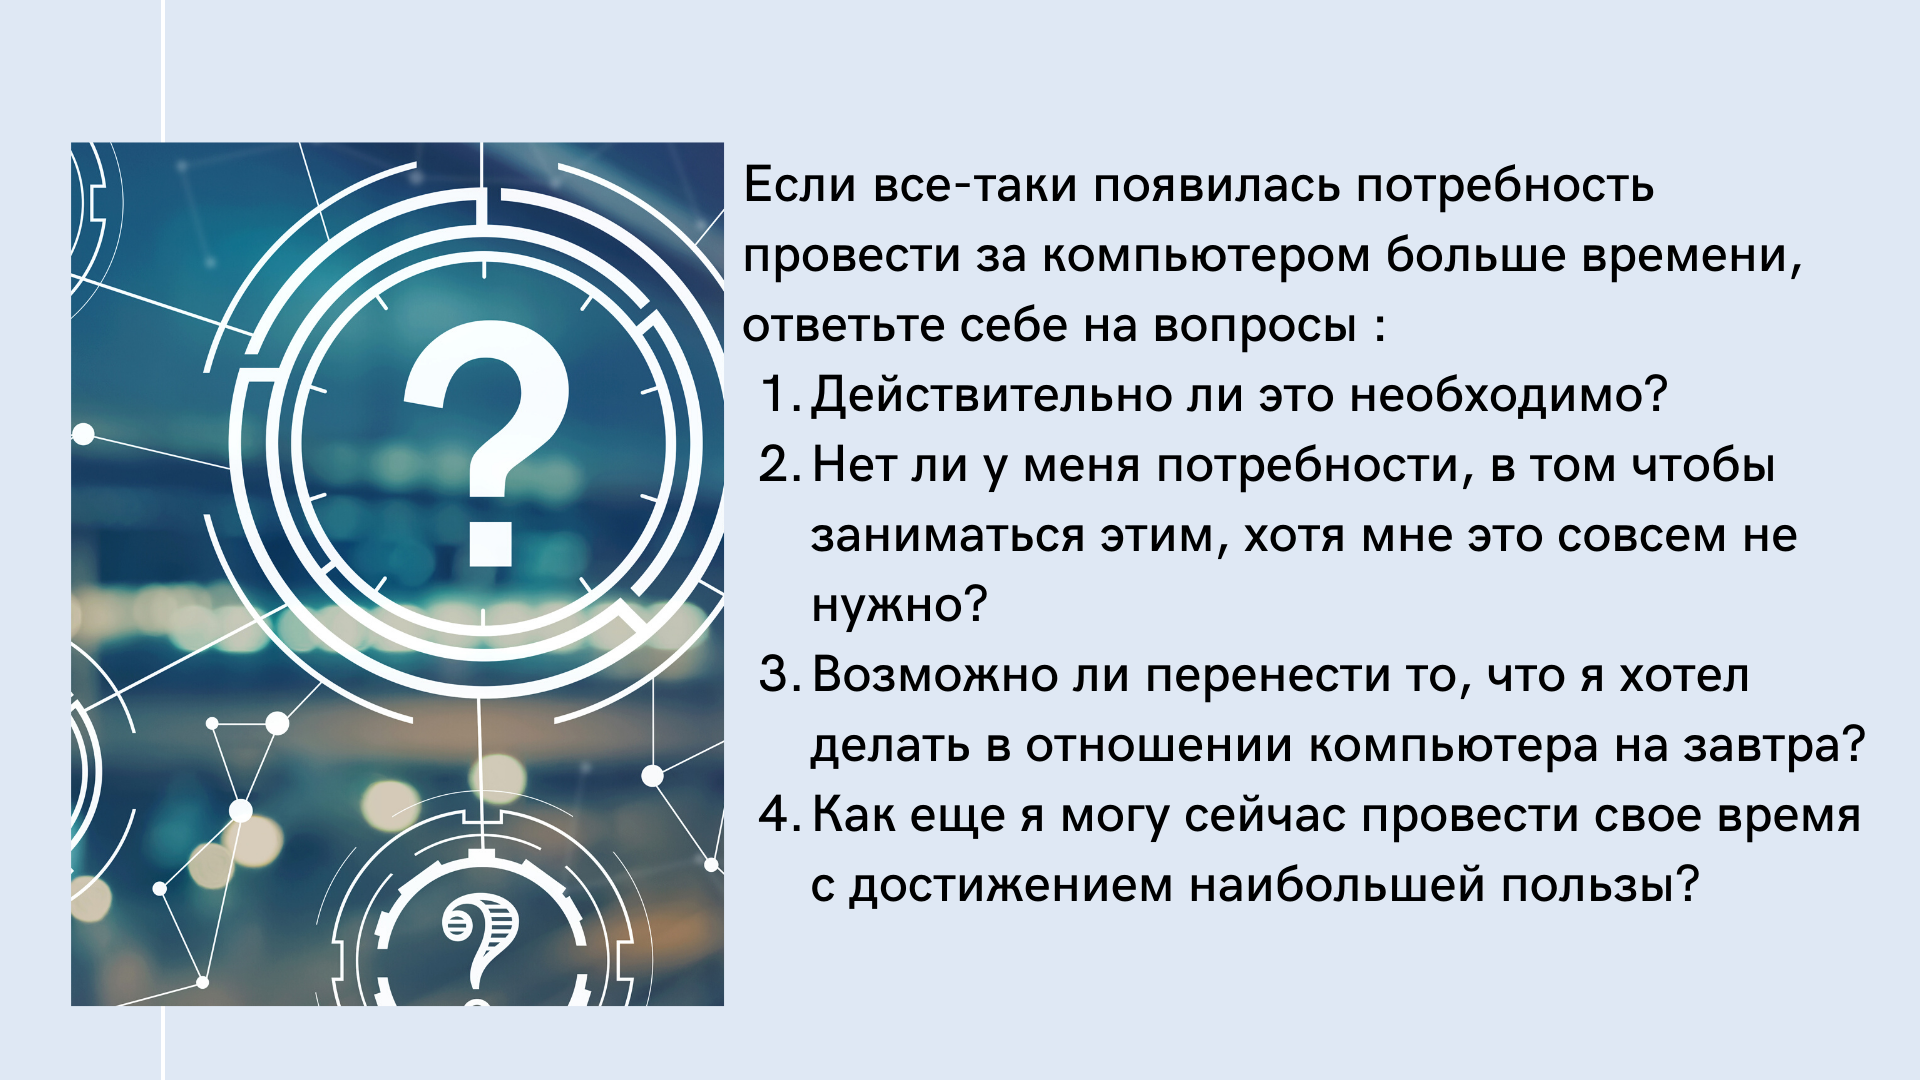 Если все-таки появилась потребность
провести за компьютером больше времени,
ответьте себе на вопросы :
1. Действительно ли это необходимо?
2. Нет ли у меня потребности, в том чтобы
заниматься этим, хотя мне это совсем не
нужно?
3. Возможно ли перенести то, что я хотел
делать в отношении компьютера на завтра?
4. Как еще я могу сейчас провести свое время
с достижением наибольшей пользы?
?
?